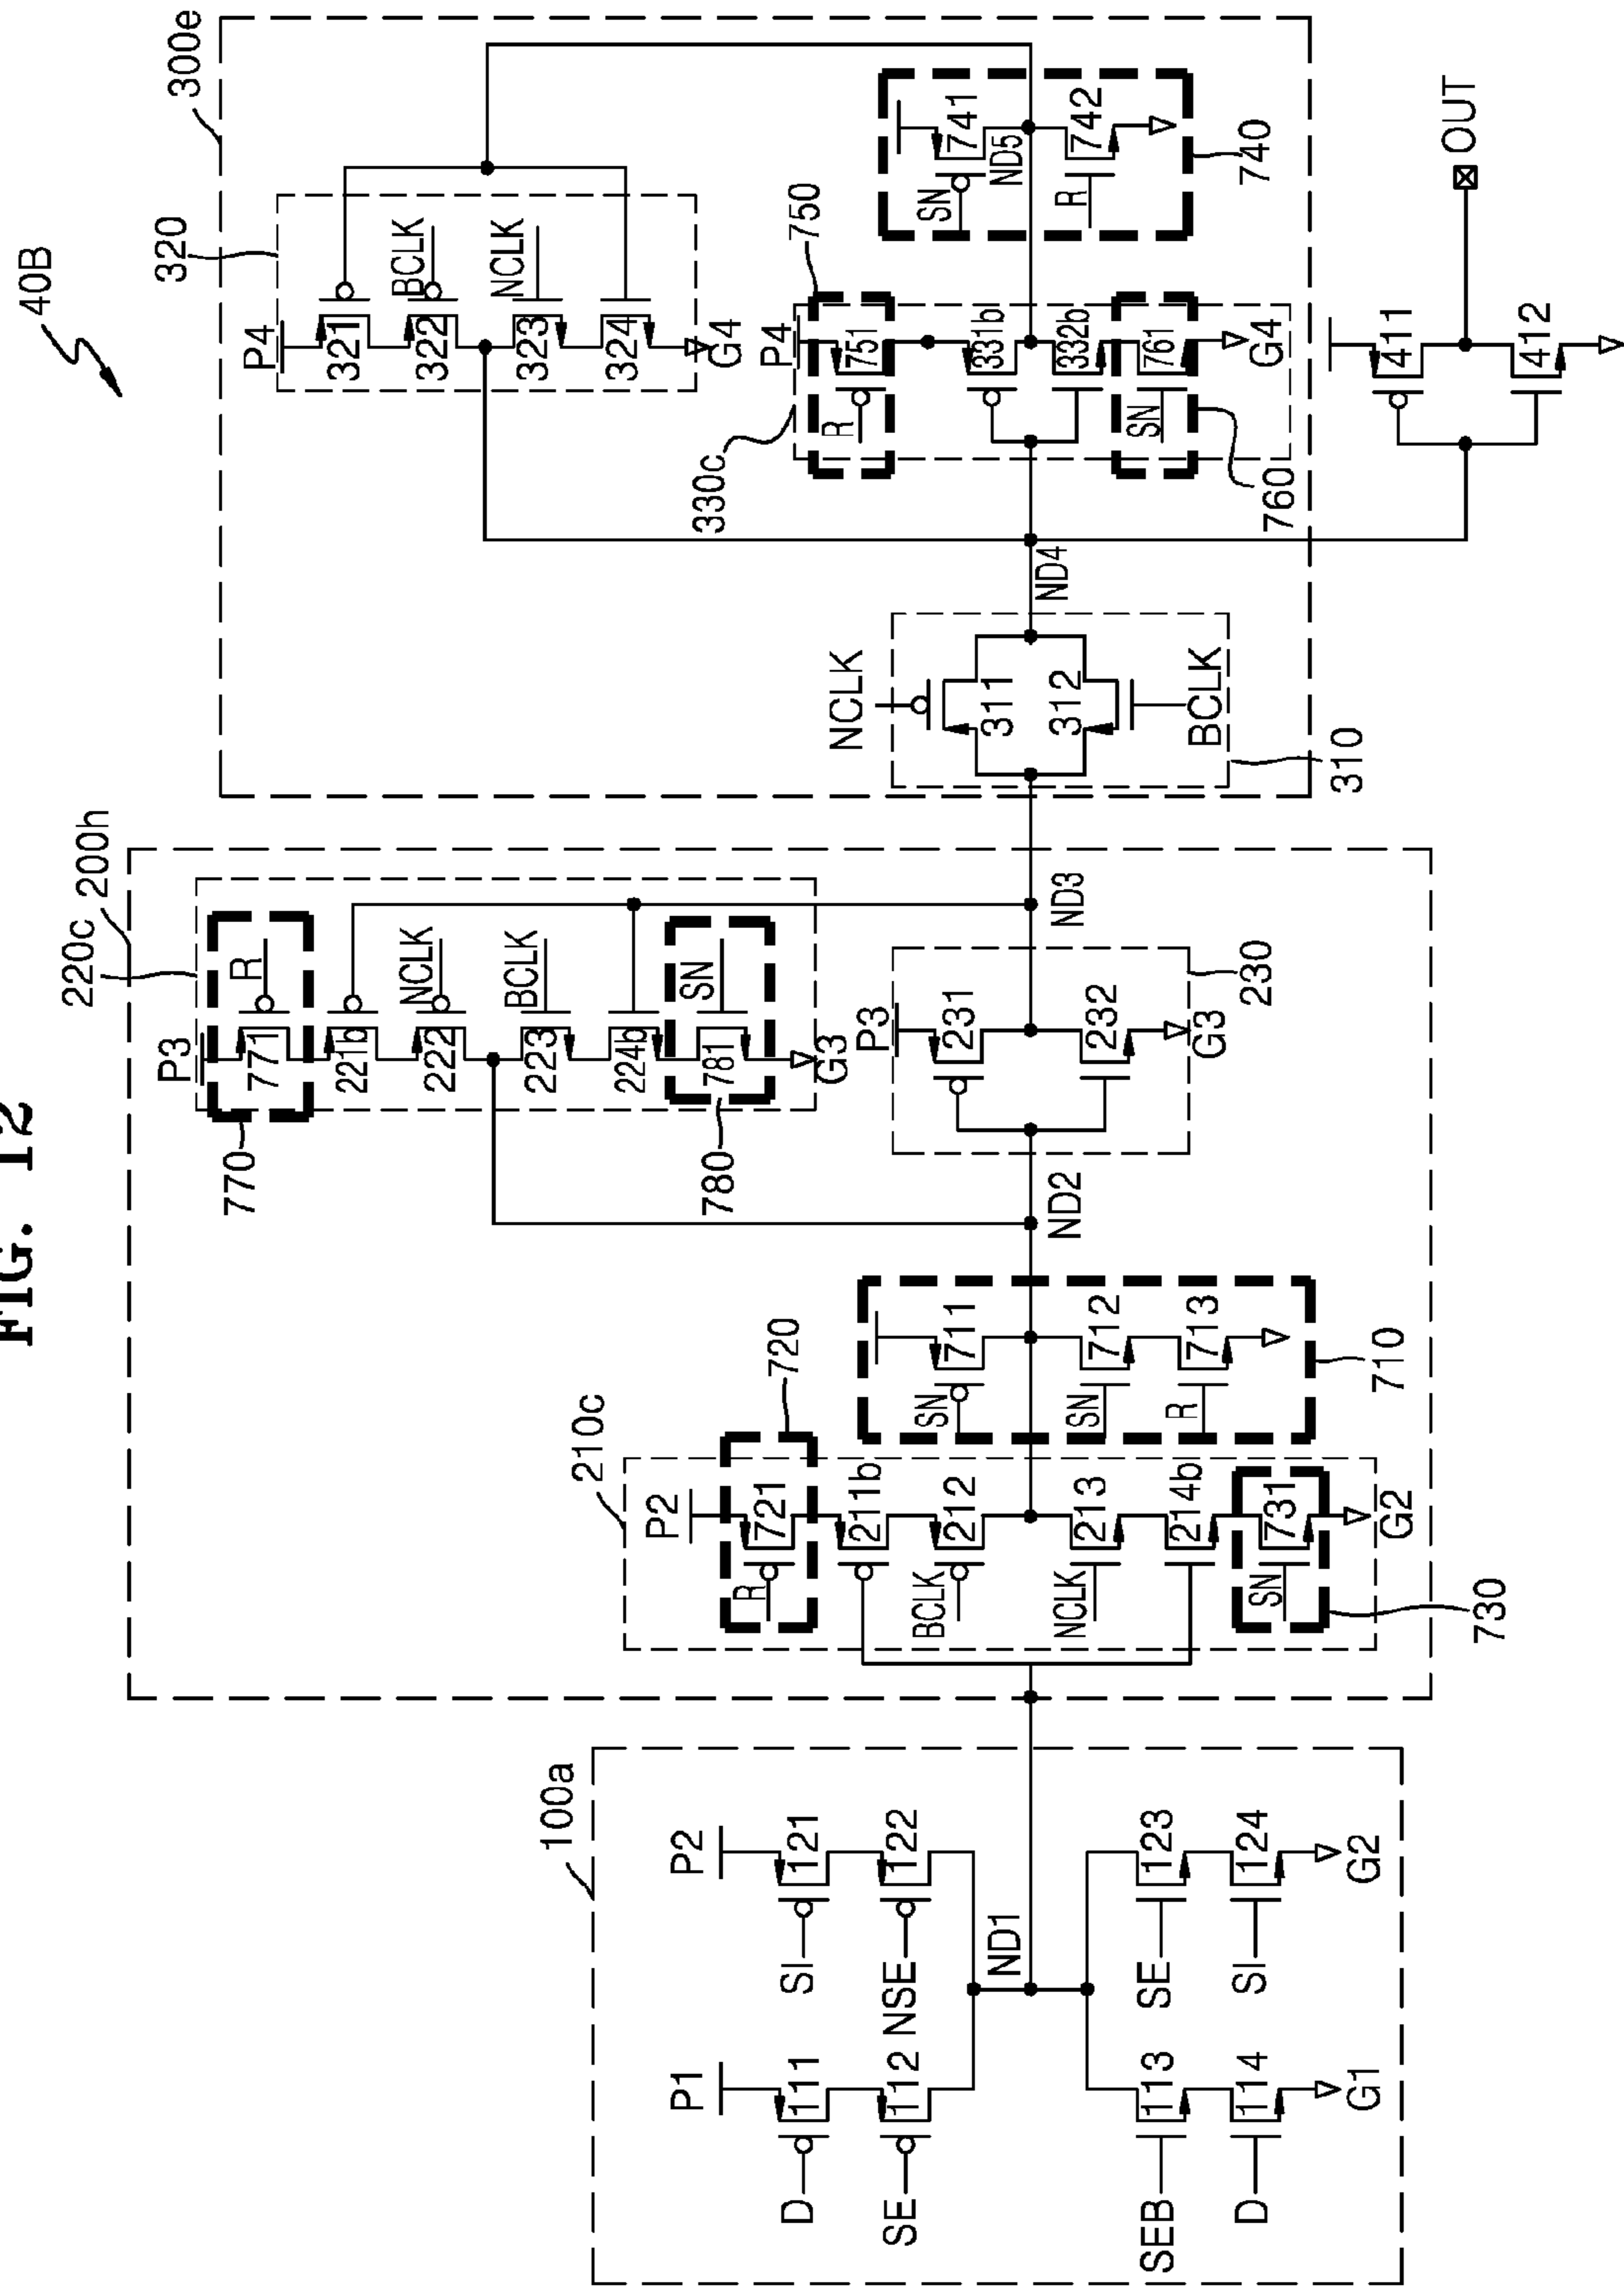 FIG. 12
40B
100a
P1
P2
111
121
D
SI
112
122
SE
NSE
ND1
113
123
SEB
SE
114
124
D
SI
G1
G2
220c
200h
P3
770
771
R
221b
222
NCLK
223
BCLK
224b
780
781
SN
G3
210c
720
P2
721
R
211b
212
BCLK
213
NCLK
214b
730
731
SN
G2
710
711
SN
712
SN
713
R
ND2
P3
231
232
230
G3
ND3
300e
320
P4
321
322
BCLK
323
NCLK
324
G4
NCLK
311
312
BCLK
310
ND4
330c
750
P4
751
R
331b
332b
761
SN
760
G4
741
SN
ND5
742
R
740
411
412
OUT